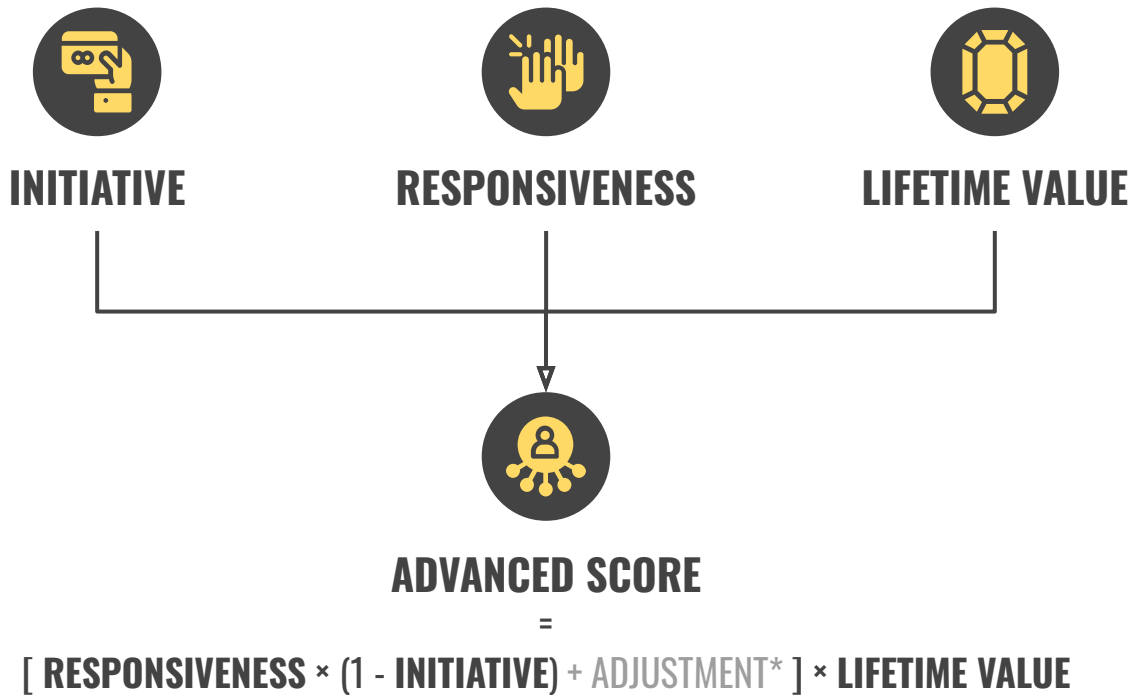 INITIATIVE
RESPONSIVENESS
LIFETIME VALUE
ADVANCED SCORE
=
[ RESPONSIVENESS × (1 - INITIATIVE) + ADJUSTMENT* ] × LIFETIME VALUE